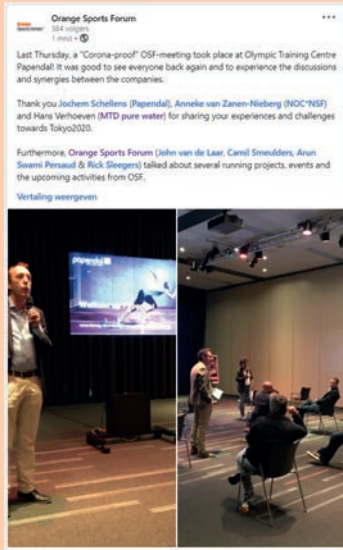 Orange Sports Forum
384 volgers
1 mnd •
Last Thursday, a "Corona-proof" OSF-meeting took place at Olympic Training Centre
Papendal! It was good to see everyone back again and to experience the discussions
and synergies between the companies.
Thank you Jochem Schellens (Papendal), Anneke van Zanen-Nieberg (NOC*NSF)
and Hans Verhoeven (MTD pure water) for sharing your experiences and challenges
towards Tokyo2020.
Furthermore, Orange Sports Forum (John van de Laar, Camil Smeulders, Arun
Swami Persaud & Rick Sleegers) talked about several running projects, events and
the upcoming activities from OSF.
Vertaling weergeven
papendal